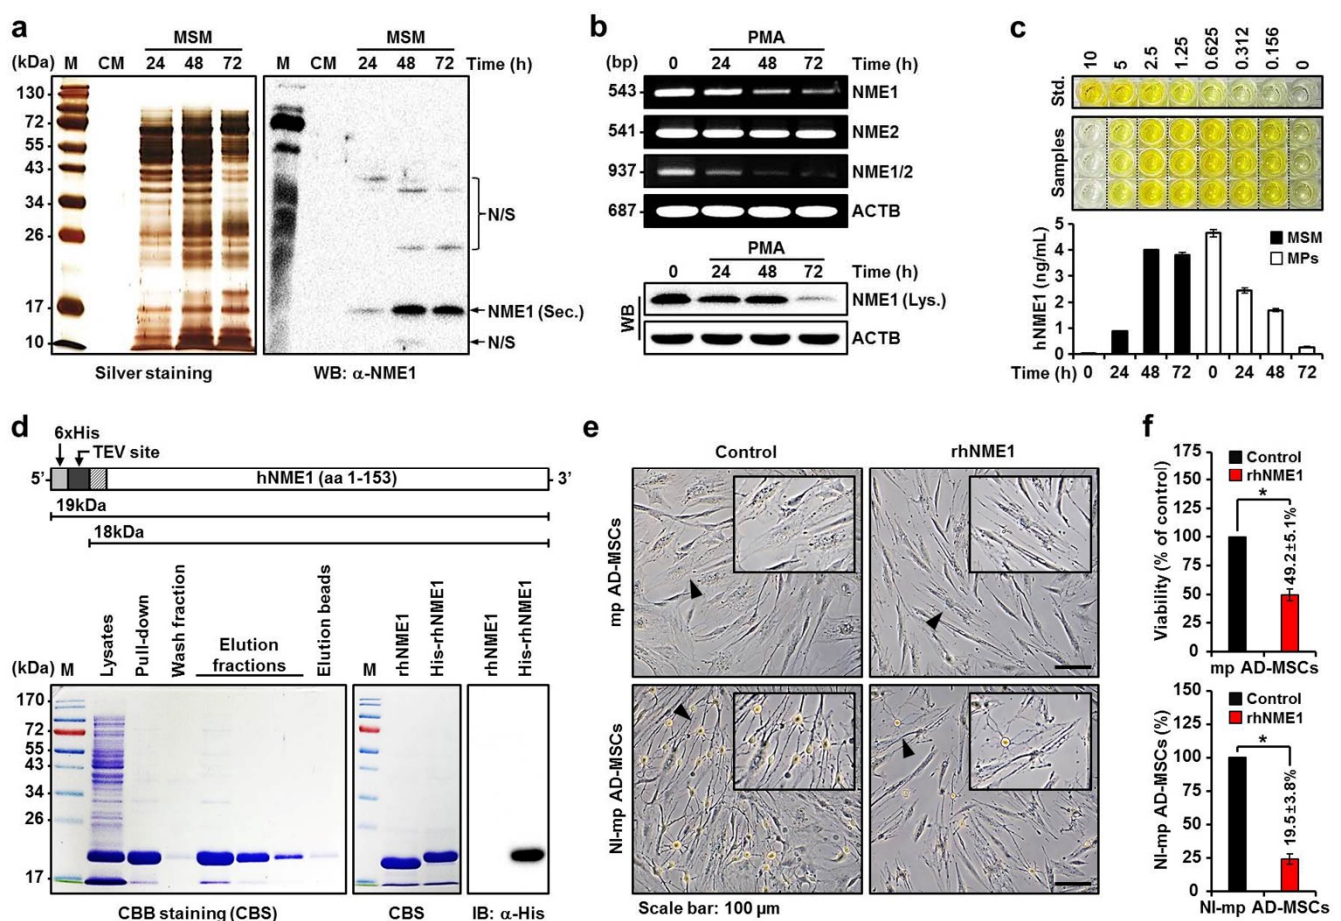 a
MSM
(kDa) M CM 24 48 72
M CM 24 48 72 Time (h)
MSM
130
72
55
43
34
26
17
10
N/S
NME1 (Sec.)
N/S
Silver staining
WB: α-NME1
b
PMA
(bp) 0 24 48 72 Time (h)
543 NME1
541 NME2
937 NME1/2
687 ACTB
PMA
0 24 48 72 Time (h)
WB
NME1 (Lys.)
ACTB
c
10 5 2.5 1.25 0.625 0.312 0.156 0
Std.
Samples
hNME1 (ng/mL)
5
4
3
2
1
0
MSM
MPs
Time (h) 0 24 48 72 0 24 48 72
d
6xHis
TEV site
5’ hNME1 (aa 1-153) 3’
19kDa
18kDa
(kDa) M Lysates Pull-down Wash fraction Elution fractions Elution beads
M rhNME1 His-rhNME1
rhNME1 His-rhNME1
170
72
55
43
34
26
17
CBB staining (CBS)
CBS
IB: α-His
e
Control rhNME1
mp AD-MSCs
NI-mp AD-MSCs
Scale bar: 100 µm
f
Viability (% of control)
175
150
125
100
75
50
25
0
Control
rhNME1
*
49.2±5.1%
mp AD-MSCs
NI-mp AD-MSCs (%)
150
125
100
75
50
25
0
Control
rhNME1
*
19.5±3.8%
NI-mp AD-MSCs